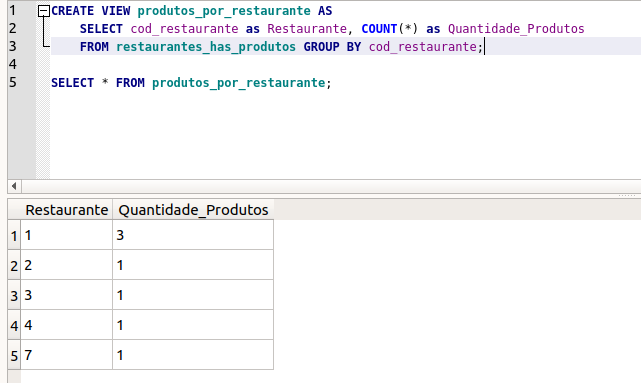 1 CREATE VIEW produtos_por_restaurante AS
2 SELECT cod_restaurante as Restaurante, COUNT(*) as Quantidade_Produtos
3 FROM restaurantes_has_produtos GROUP BY cod_restaurante;
4
5 SELECT * FROM produtos_por_restaurante;
Restaurante Quantidade_Produtos
1 1 3
2 2 1
3 3 1
4 4 1
5 7 1